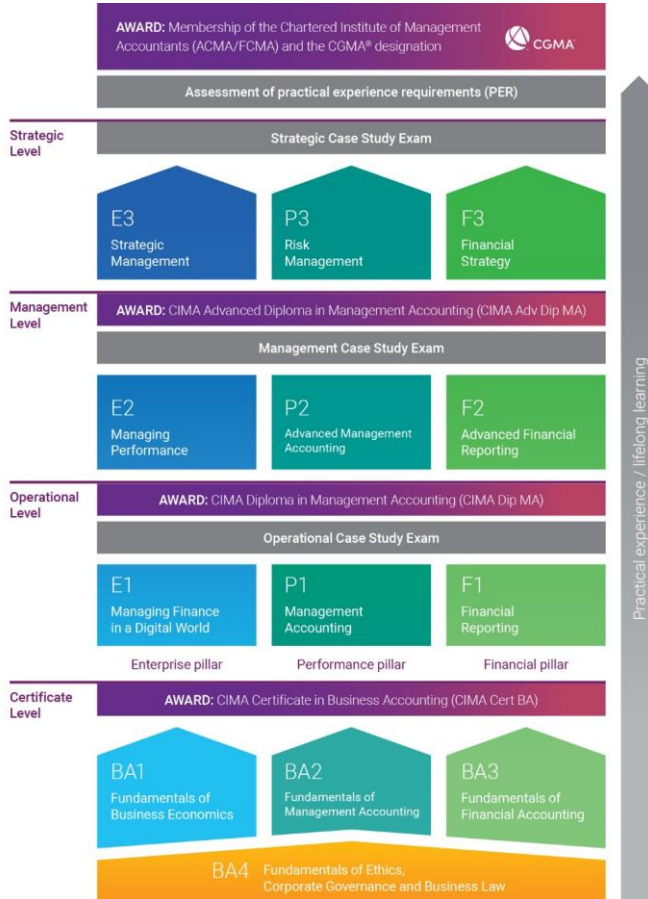 AWARD: Membership of the Chartered Institute of Management
Accountants (ACMA/FCMA) and the CGMA® designation
CGMA
Assessment of practical experience requirements (PER)
Strategic
Level
Strategic Case Study Exam
E3
Strategic
Management
P3
Risk
Management
F3
Financial
Strategy
Management
Level
AWARD: CIMA Advanced Diploma in Management Accounting (CIMA Adv Dip MA)
Management Case Study Exam
E2
Managing
Performance
P2
Advanced Management
Accounting
F2
Advanced Financial
Reporting
Operational
Level
AWARD: CIMA Diploma in Management Accounting (CIMA Dip MA)
Operational Case Study Exam
E1
Managing Finance
in a Digital World
P1
Management
Accounting
F1
Financial
Reporting
Enterprise pillar
Performance pillar
Financial pillar
Certificate
Level
AWARD: CIMA Certificate in Business Accounting (CIMA Cert BA)
BA1
Fundamentals of
Business Economics
BA2
Fundamentals of
Management Accounting
BA3
Fundamentals of
Financial Accounting
BA4
Fundamentals of Ethics,
Corporate Governance and Business Law
Practical experience / lifelong learning